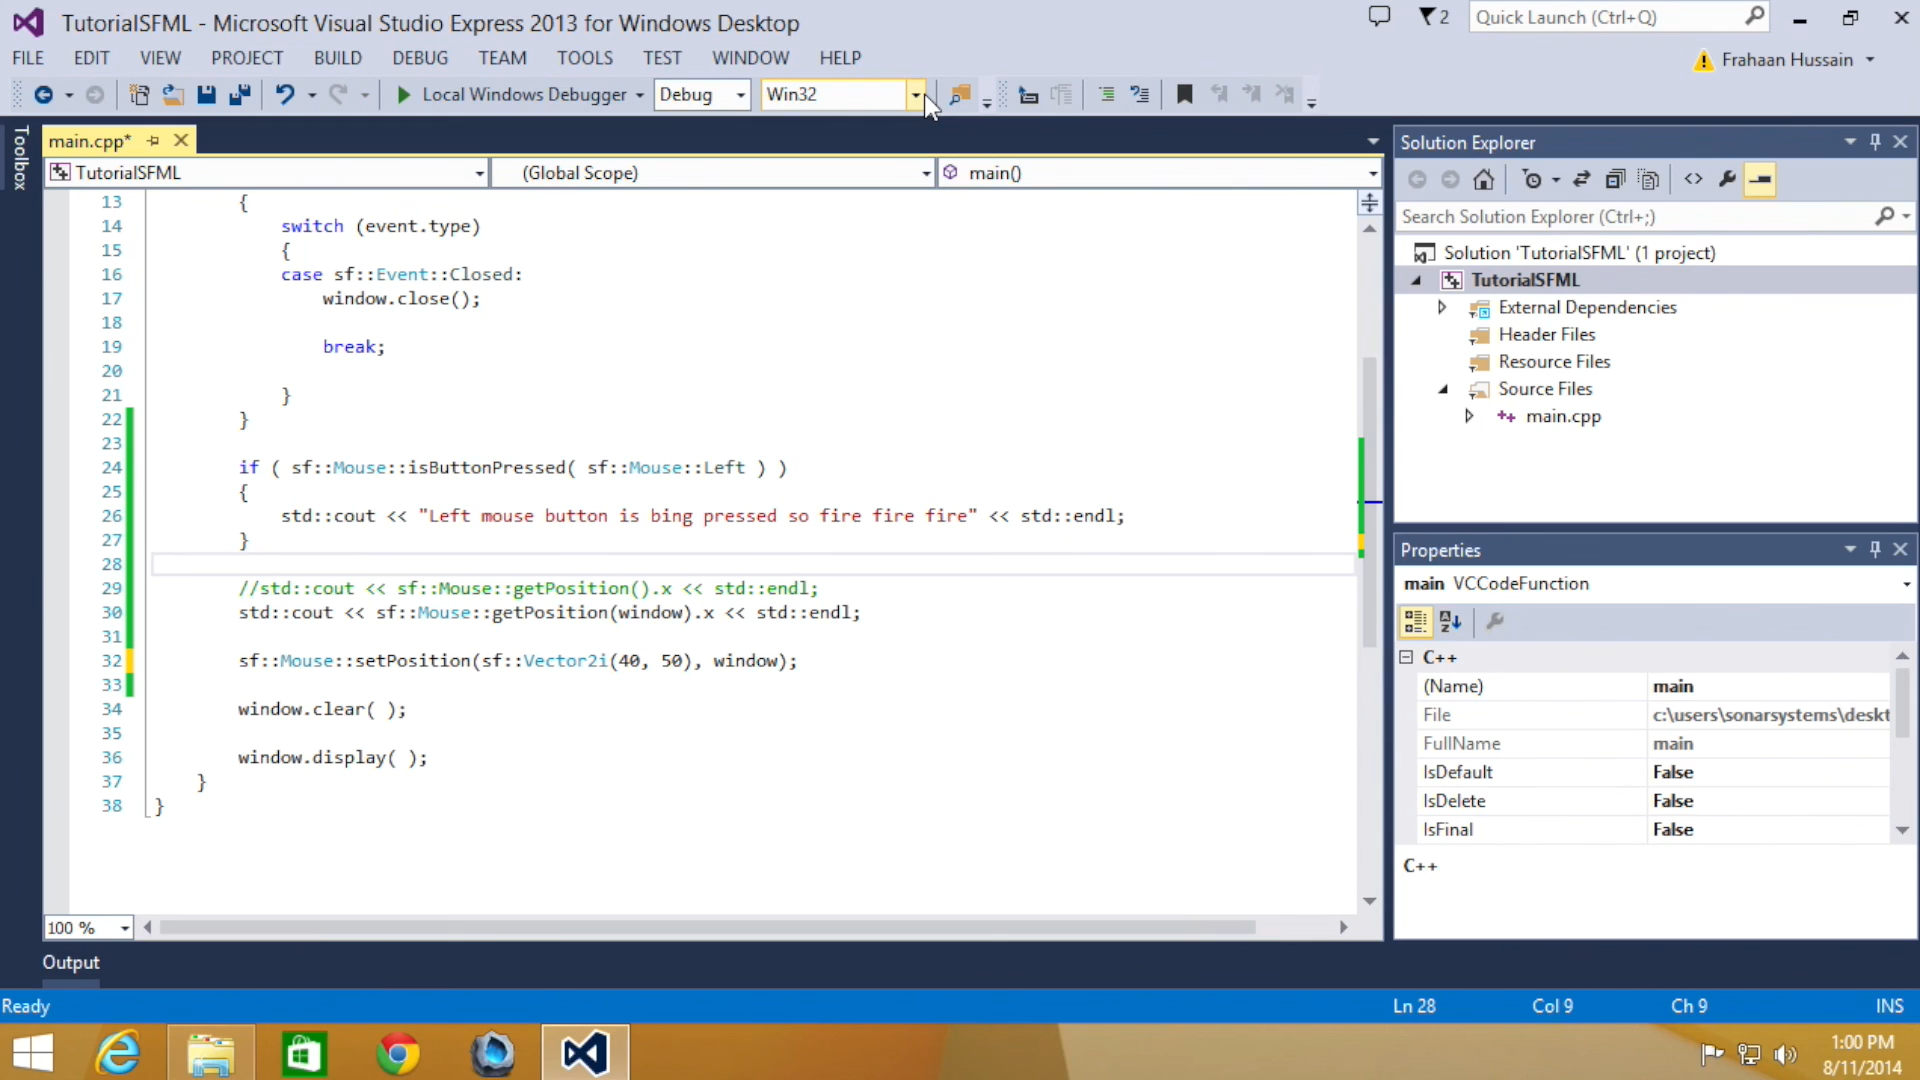 TutorialSFML - Microsoft Visual Studio Express 2013 for Windows Desktop
2
Quick Launch (Ctrl+Q)
FILE EDIT VIEW PROJECT BUILD DEBUG TEAM TOOLS TEST WINDOW HELP
Frahaan Hussain
Local Windows Debugger
Debug
Win32
Toolbox
main.cpp*
TutorialSFML
(Global Scope)
main()
13 {
14 switch (event.type)
15 {
16 case sf::Event::Closed:
17 window.close();
18
19 break;
20
21 }
22 }
23
24 if ( sf::Mouse::isButtonPressed( sf::Mouse::Left ) )
25 {
26 std::cout << "Left mouse button is bing pressed so fire fire fire" << std::endl;
27 }
28
29 //std::cout << sf::Mouse::getPosition().x << std::endl;
30 std::cout << sf::Mouse::getPosition(window).x << std::endl;
31
32 sf::Mouse::setPosition(sf::Vector2i(40, 50), window);
33
34 window.clear( );
35
36 window.display( );
37 }
38 }
100 %
Output
Solution Explorer
Search Solution Explorer (Ctrl+;)
Solution 'TutorialSFML' (1 project)
TutorialSFML
External Dependencies
Header Files
Resource Files
Source Files
main.cpp
Properties
main VCCodeFunction
C++
(Name) main
File c:\users\sonarsystems\deskt
FullName main
IsDefault False
IsDelete False
IsFinal False
C++
Ready
Ln 28
Col 9
Ch 9
INS
1:00 PM
8/11/2014